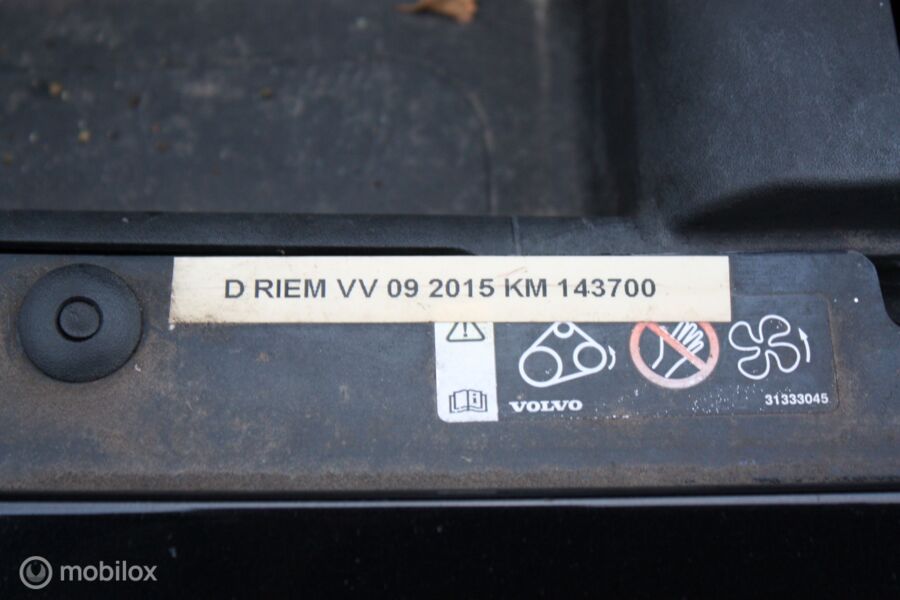 D RIEM VV 09 2015 KM 143700
VOLVO
31333045
mobilox